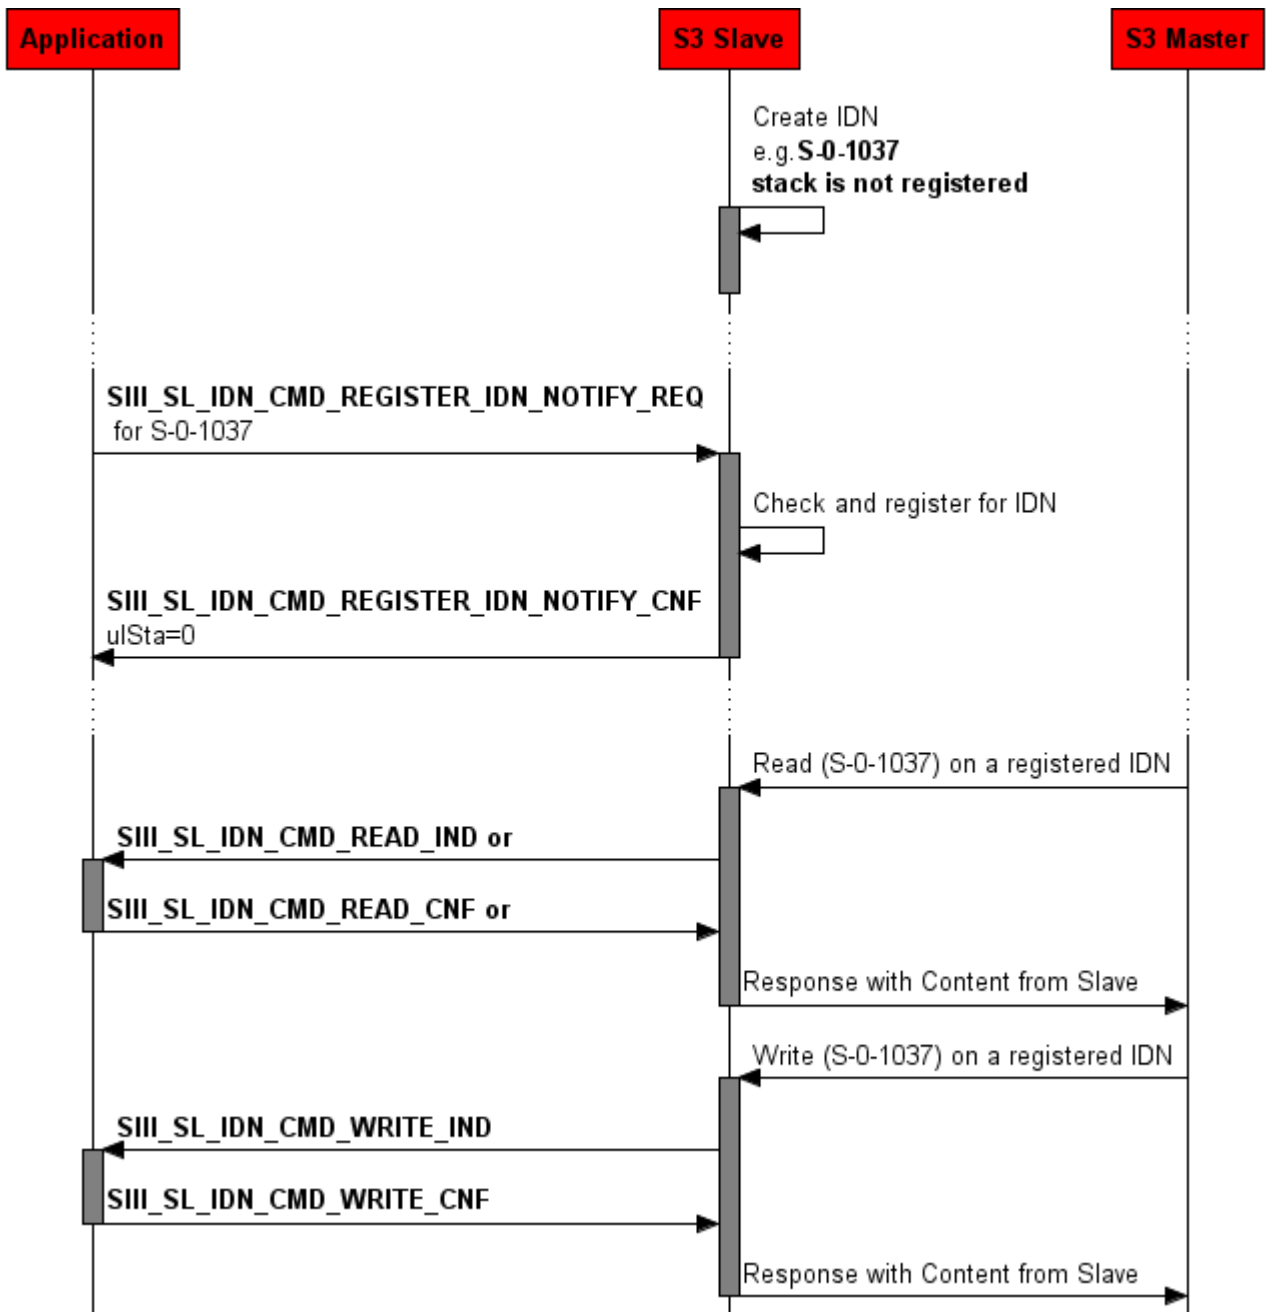 Application
S3 Slave
S3 Master
Create IDN
e.g. S-0-1037
stack is not registered
SIII_SL_IDN_CMD_REGISTER_IDN_NOTIFY_REQ
for S-0-1037
Check and register for IDN
SIII_SL_IDN_CMD_REGISTER_IDN_NOTIFY_CNF
ulSta=0
Read (S-0-1037) on a registered IDN
SIII_SL_IDN_CMD_READ_IND or
SIII_SL_IDN_CMD_READ_CNF or
Response with Content from Slave
Write (S-0-1037) on a registered IDN
SIII_SL_IDN_CMD_WRITE_IND
SIII_SL_IDN_CMD_WRITE_CNF
Response with Content from Slave